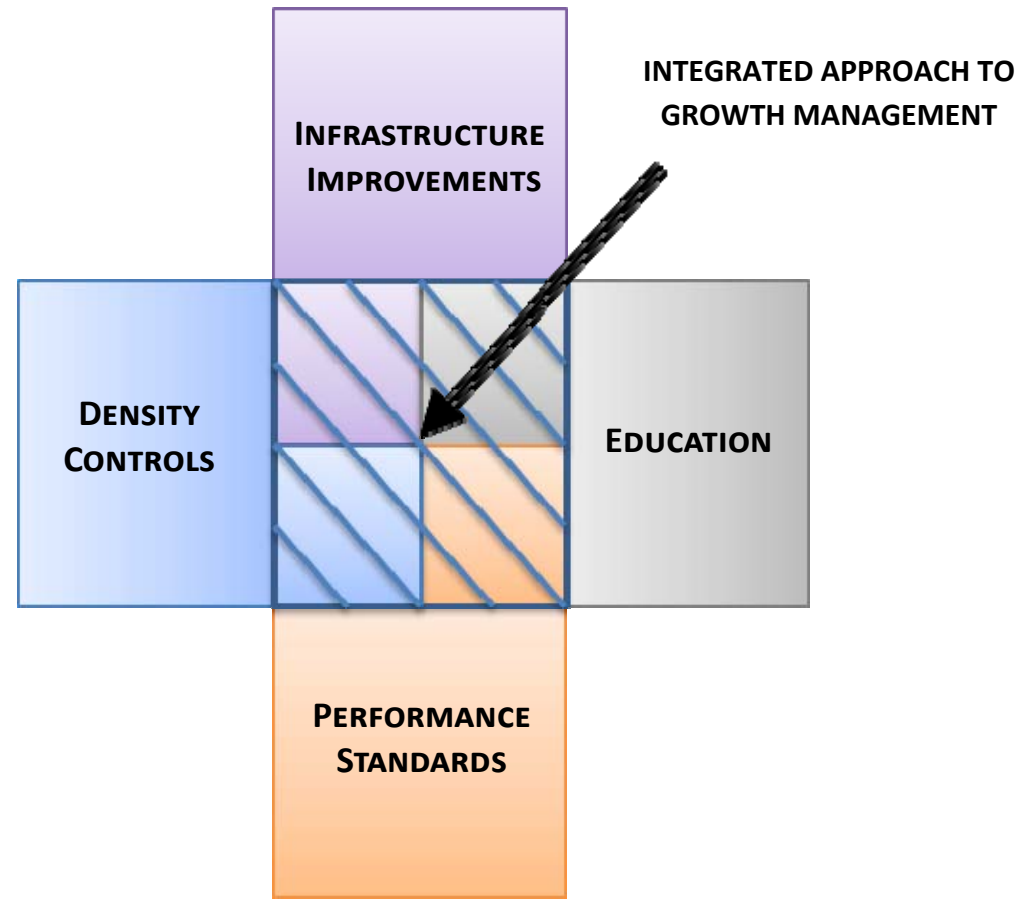 INTEGRATED APPROACH TO
GROWTH MANAGEMENT
INFRASTRUCTURE
IMPROVEMENTS
DENSITY
CONTROLS
EDUCATION
PERFORMANCE
STANDARDS